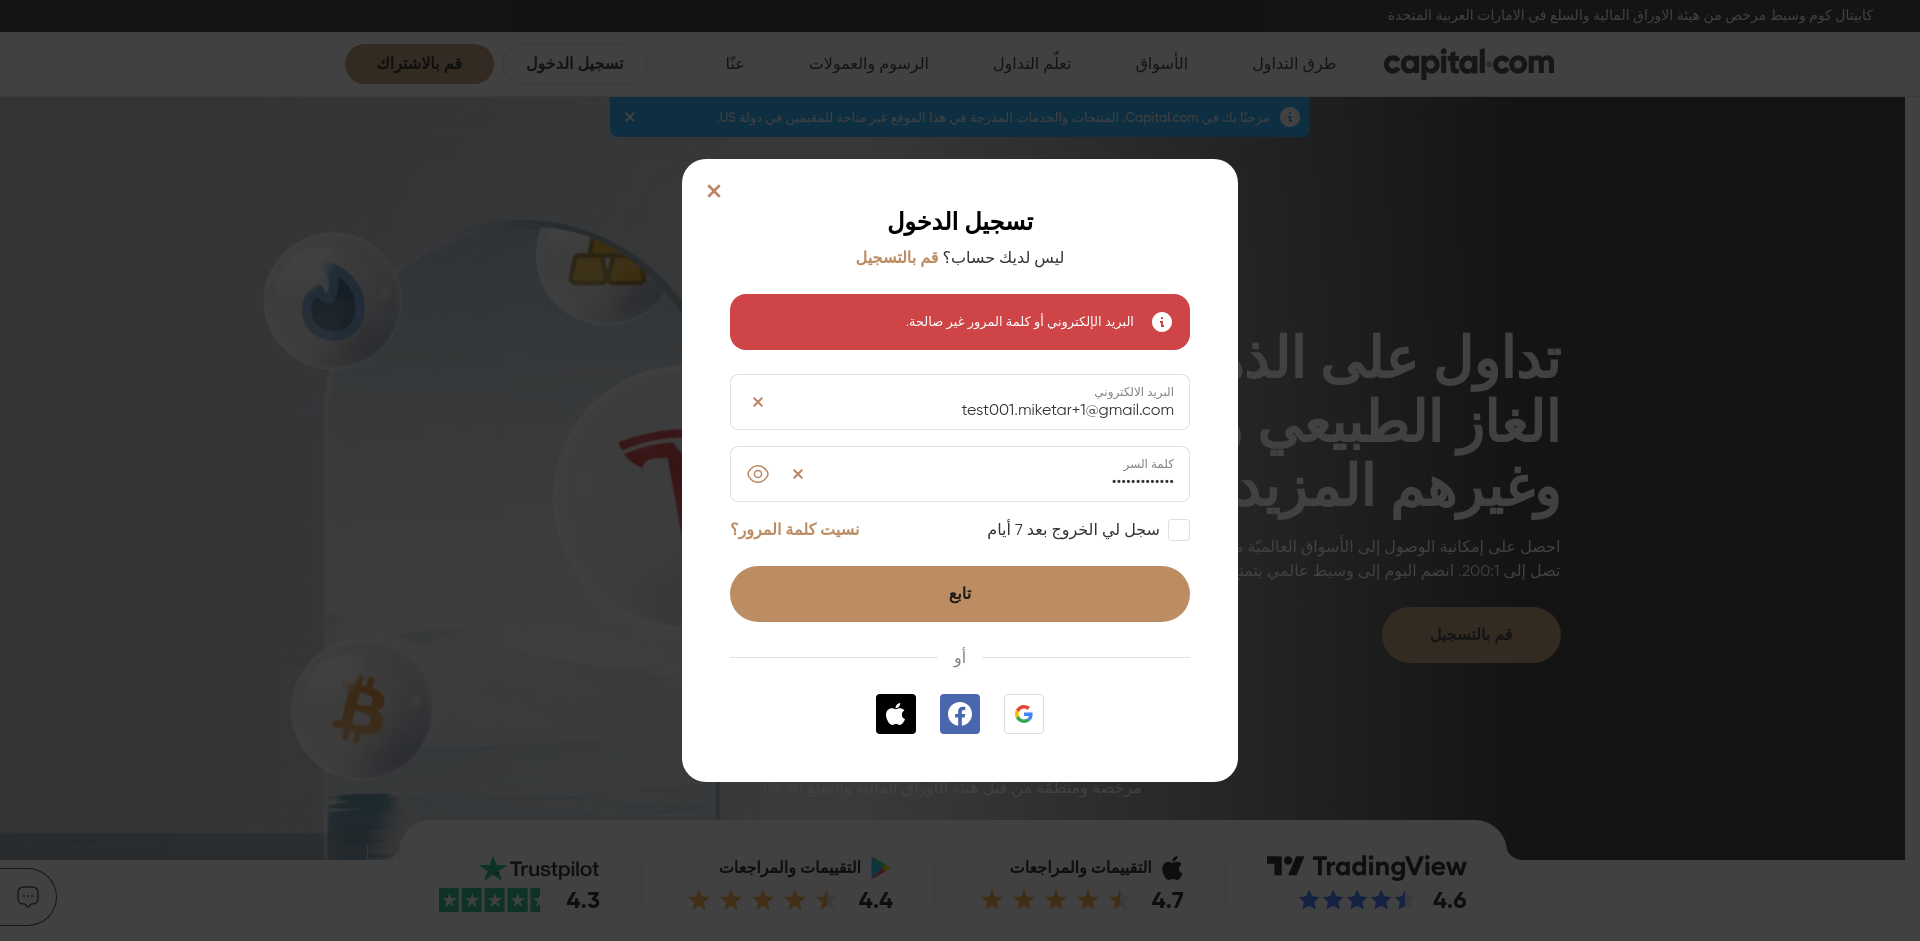 كابيتال كوم وسيط مرخص من هيئة الاوراق المالية والسلع في الامارات العربية المتحدة
capital.com
طرق التداول
الأسواق
تعلّم التداول
الرسوم والعمولات
عنّا
تسجيل الدخول
قم بالاشتراك
مرحبًا بك في Capital.com. المنتجات والخدمات المدرجة في هذا الموقع غير متاحة للمقيمين في دولة US.
تسجيل الدخول
ليس لديك حساب؟ قم بالتسجيل
البريد الإلكتروني أو كلمة المرور غير صالحة.
البريد الالكتروني
test001.miketar+1@gmail.com
كلمة السر
•••••••••••••
سجل لي الخروج بعد 7 أيام
نسيت كلمة المرور؟
تابع
أو
تداول على
الغاز الطبيعي
وغيرهم المزيد
احصل على إمكانية الوصول إلى الأسواق العالميّة
تصل إلى 200:1. انضم اليوم إلى وسيط عالمي
قم بالتسجيل
مرخصة ومنظمة من قبل هيئة الأوراق المالية والسلع (SCA)
TradingView
4.6
التقييمات والمراجعات
4.7
التقييمات والمراجعات
4.4
Trustpilot
4.3